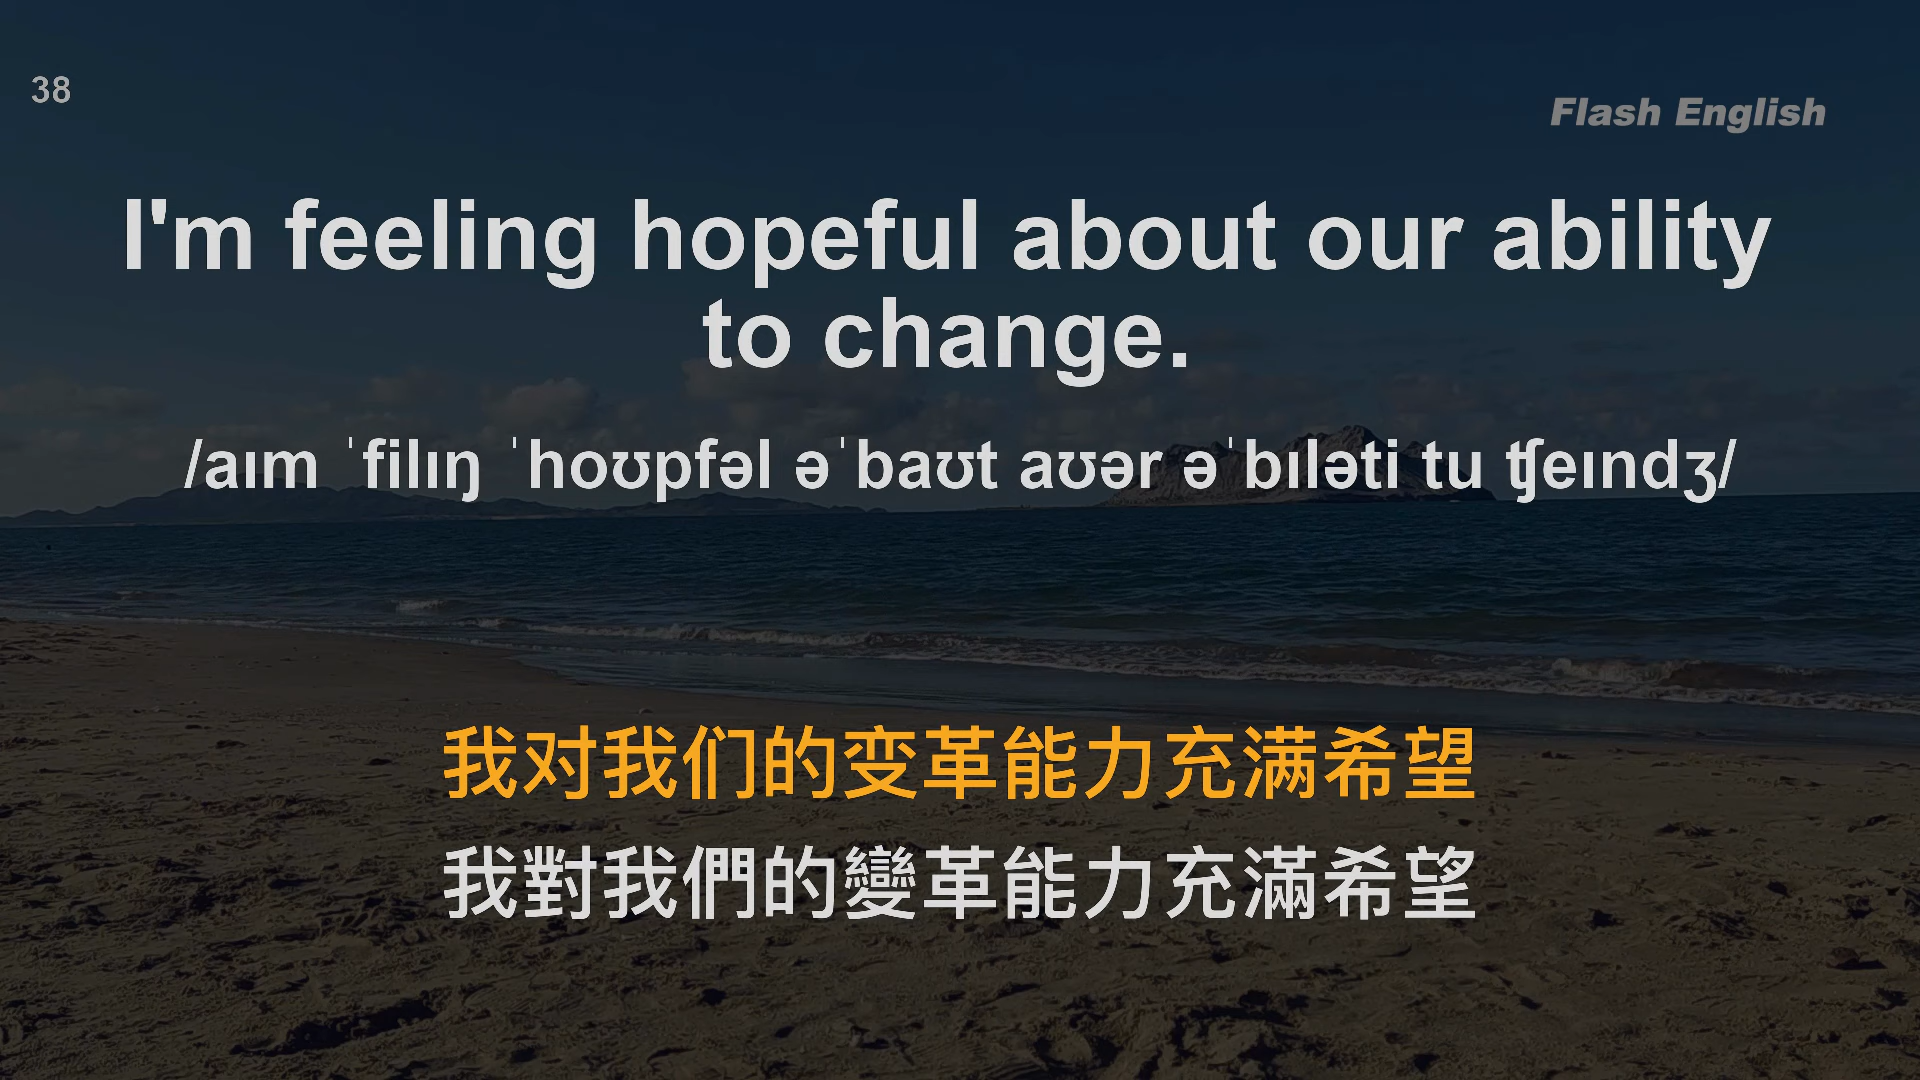 38
Flash English
I'm feeling hopeful about our ability
to change.
/aɪm ˈfilɪŋ ˈhoʊpfəl əˈbaʊt aʊər əˈbɪləti tu ʧeɪndʒ/
我对我们的变革能力充满希望
我對我們的變革能力充滿希望